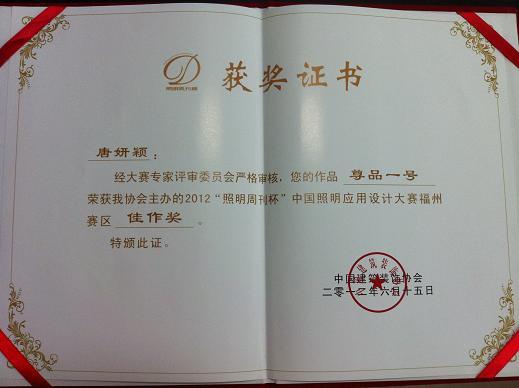 获奖证书
唐妍颖：
经大赛专家评审委员会严格审核，您的作品 尊品一号
荣获我协会主办的2012“照明周刊杯”中国照明应用设计大赛福州
赛区 佳作奖 。
特颁此证。
中国建筑装饰协会
二零一二年六月十五日